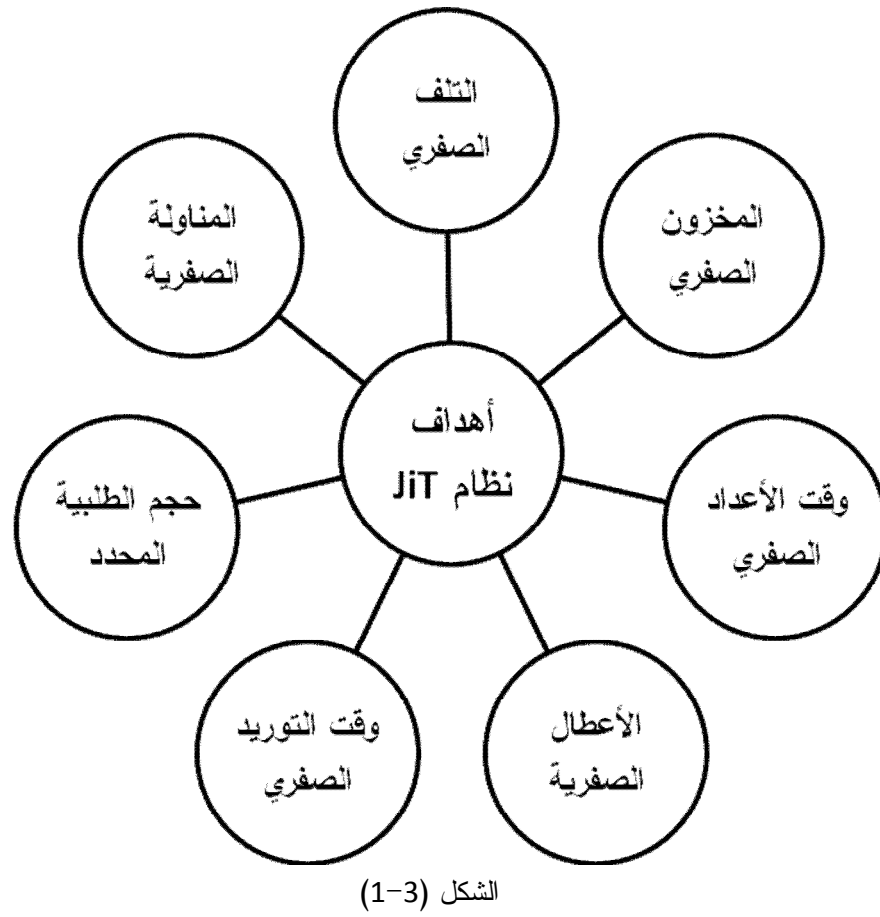 التلف
الصفري
المناولة
الصفرية
المخزون
الصفري
أهداف
نظام JiT
حجم الطلبية
المحدد
وقت الأعداد
الصفري
وقت التوريد
الصفري
الأعطال
الصفرية
الشكل (3-1)